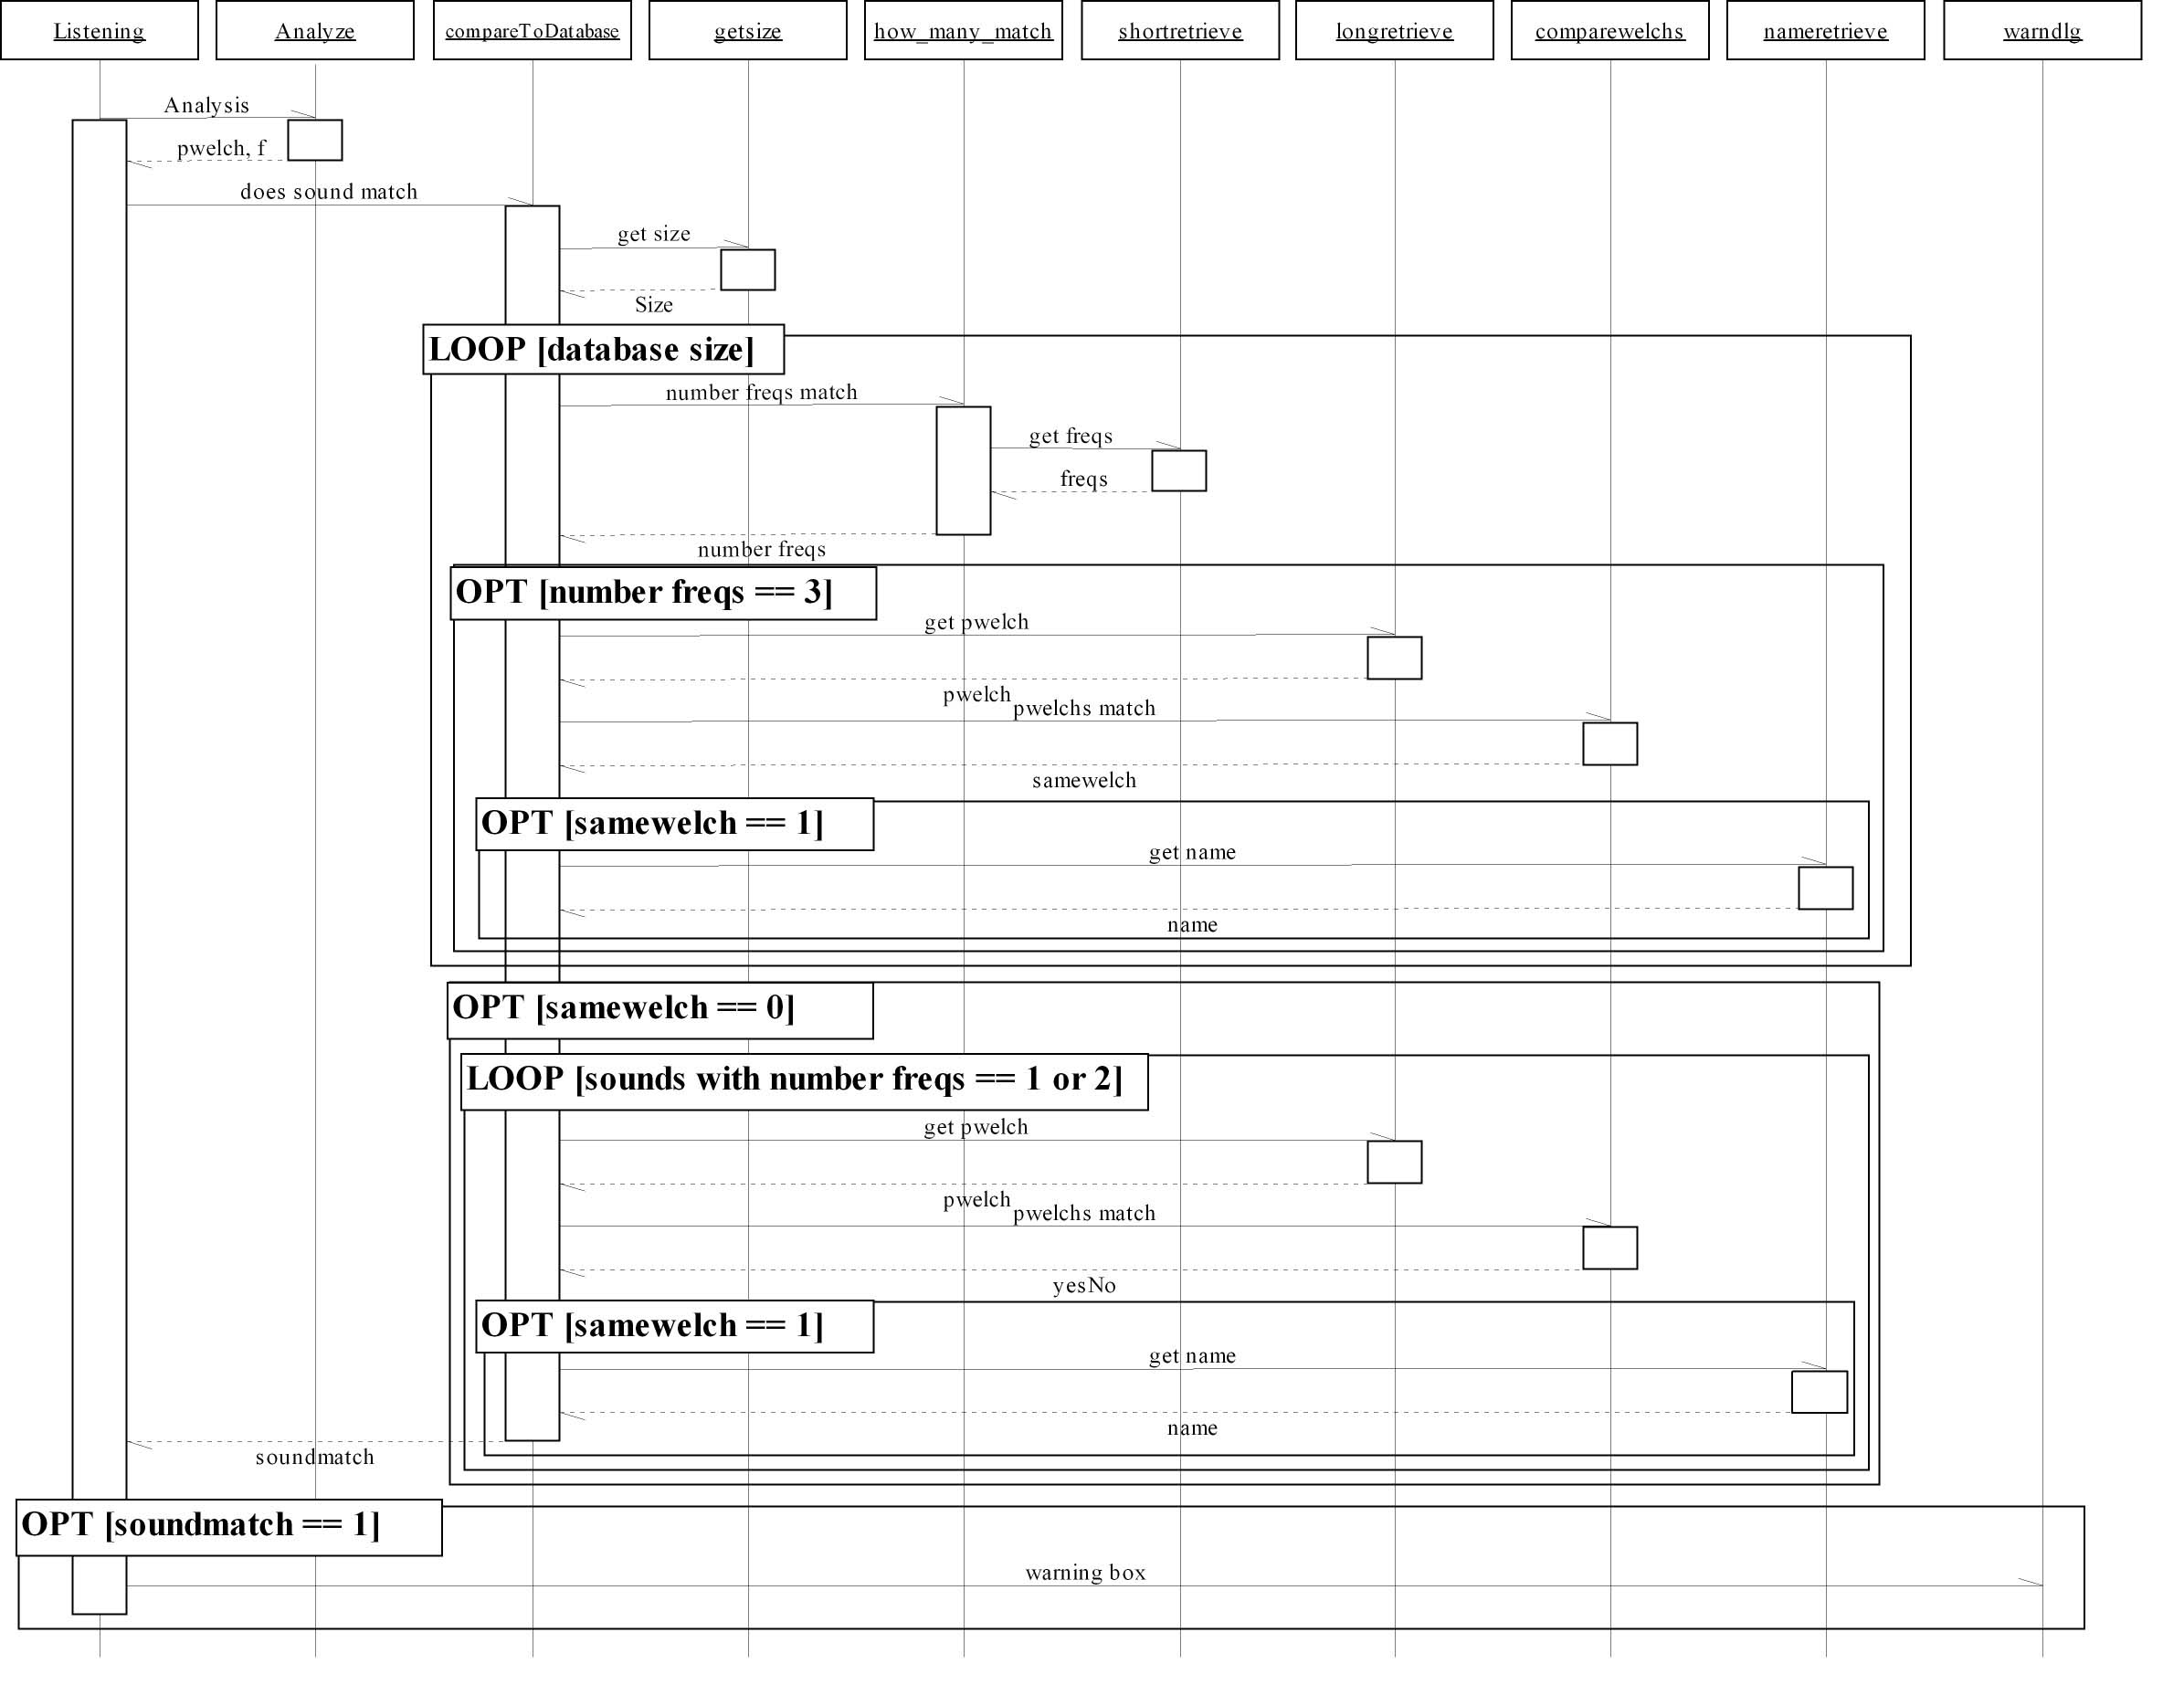 Listening
Analyze
compareToDatabase
getsize
how_many_match
shortretrieve
longretrieve
comparewelchs
nameretrieve
warndlg
Analysis
pwelch, f
does sound match
get size
Size
LOOP [database size]
number freqs match
get freqs
freqs
number freqs
OPT [number freqs == 3]
get pwelch
pwelch
pwelchs match
samewelch
OPT [samewelch == 1]
get name
name
OPT [samewelch == 0]
LOOP [sounds with number freqs == 1 or 2]
get pwelch
pwelch
pwelchs match
yesNo
OPT [samewelch == 1]
get name
name
soundmatch
OPT [soundmatch == 1]
warning box